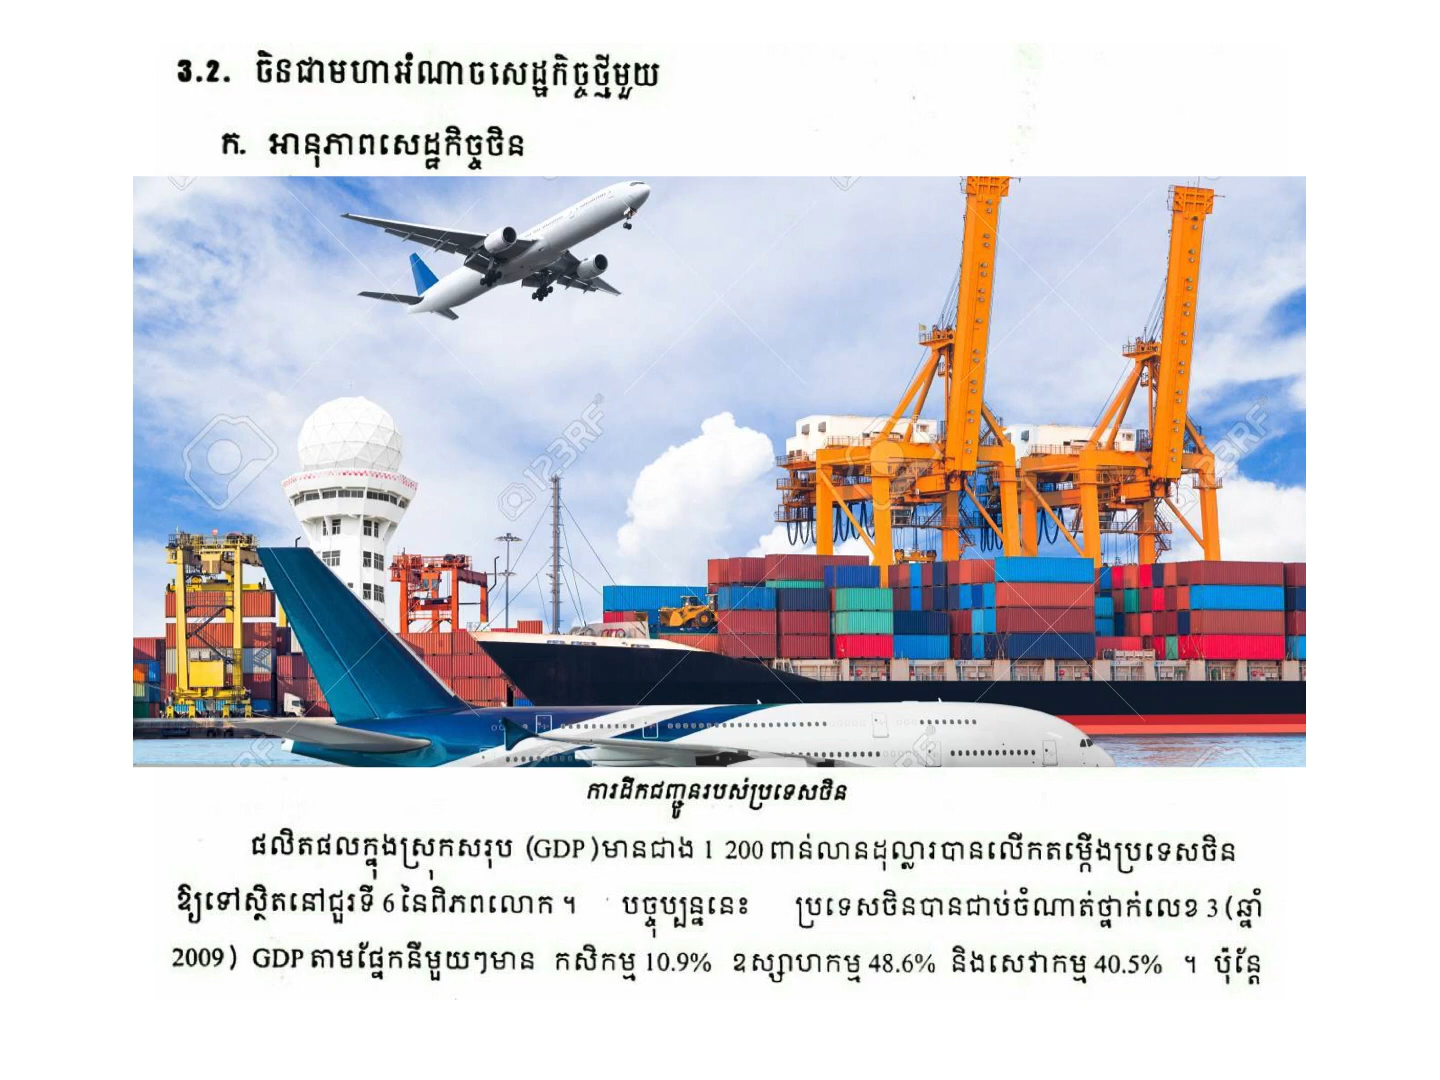 3.2. ចិនជាមហាអំណាចសេដ្ឋកិច្ចថ្មីមួយ
ក. អានុភាពសេដ្ឋកិច្ចចិន
123RF
123RF
ការដឹកជញ្ជូនរបស់ប្រទេសចិន
ផលិតផលក្នុងស្រុកសរុប (GDP)មានជាង 1 200 ពាន់លានដុល្លារបានលើកតម្កើងប្រទេសចិន
ឱ្យទៅស្ថិតនៅជួរទី 6 នៃពិភពលោក ។ បច្ចុប្បន្ននេះ ប្រទេសចិនបានជាប់ចំណាត់ថ្នាក់លេខ 3 (ឆ្នាំ
2009) GDP តាមផ្នែកនីមួយៗមាន កសិកម្ម 10.9% ឧស្សាហកម្ម 48.6% និងសេវាកម្ម 40.5% ។ ប៉ុន្តែ